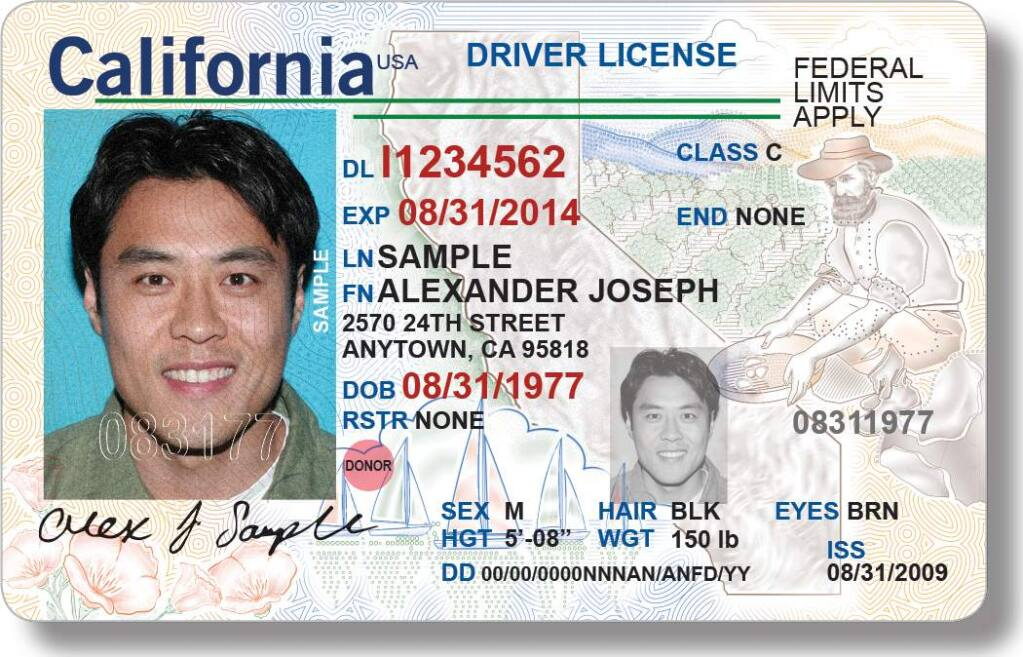 California USA DRIVER LICENSE
FEDERAL
LIMITS
APPLY
DL I1234562 CLASS C
EXP 08/31/2014 END NONE
LN SAMPLE
FN ALEXANDER JOSEPH
2570 24TH STREET
ANYTOWN, CA 95818
DOB 08/31/1977
RSTR NONE 08311977
SAMPLE
083177
DONOR
Alex J Sample
SEX M HAIR BLK EYES BRN
HGT 5'-08" WGT 150 lb ISS
DD 00/00/0000NNNAN/ANFD/YY 08/31/2009